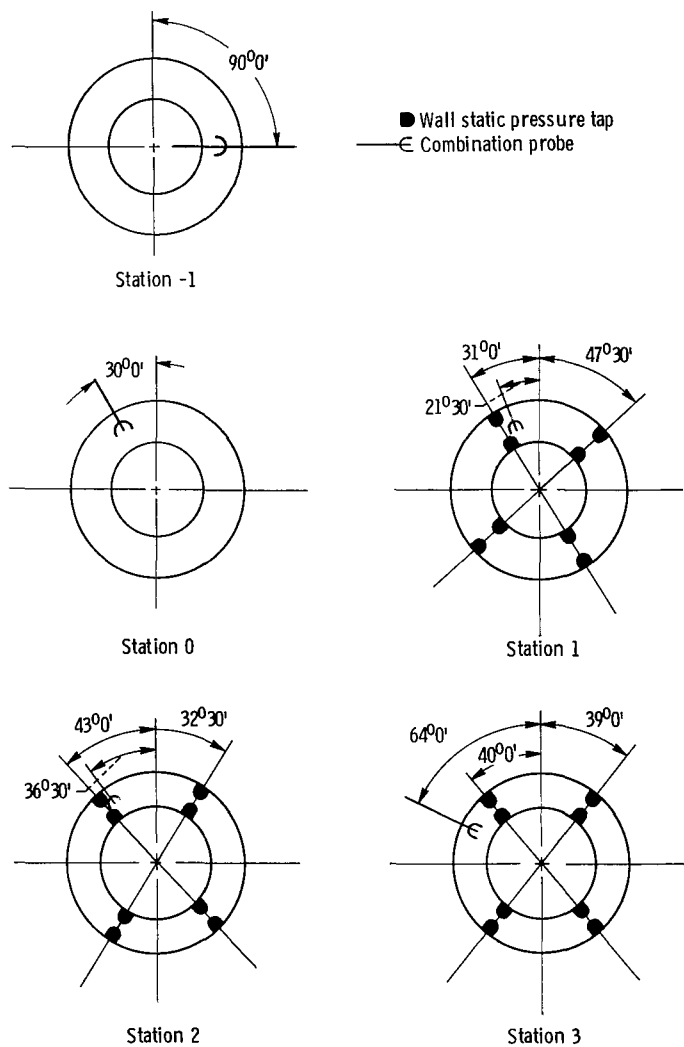 90⁰0'
Wall static pressure tap
Combination probe
Station -1
30⁰0'
Station 0
31⁰0'
47⁰30'
21⁰30'
Station 1
43⁰0'
32⁰30'
36⁰30'
Station 2
64⁰0'
40⁰0'
39⁰0'
Station 3